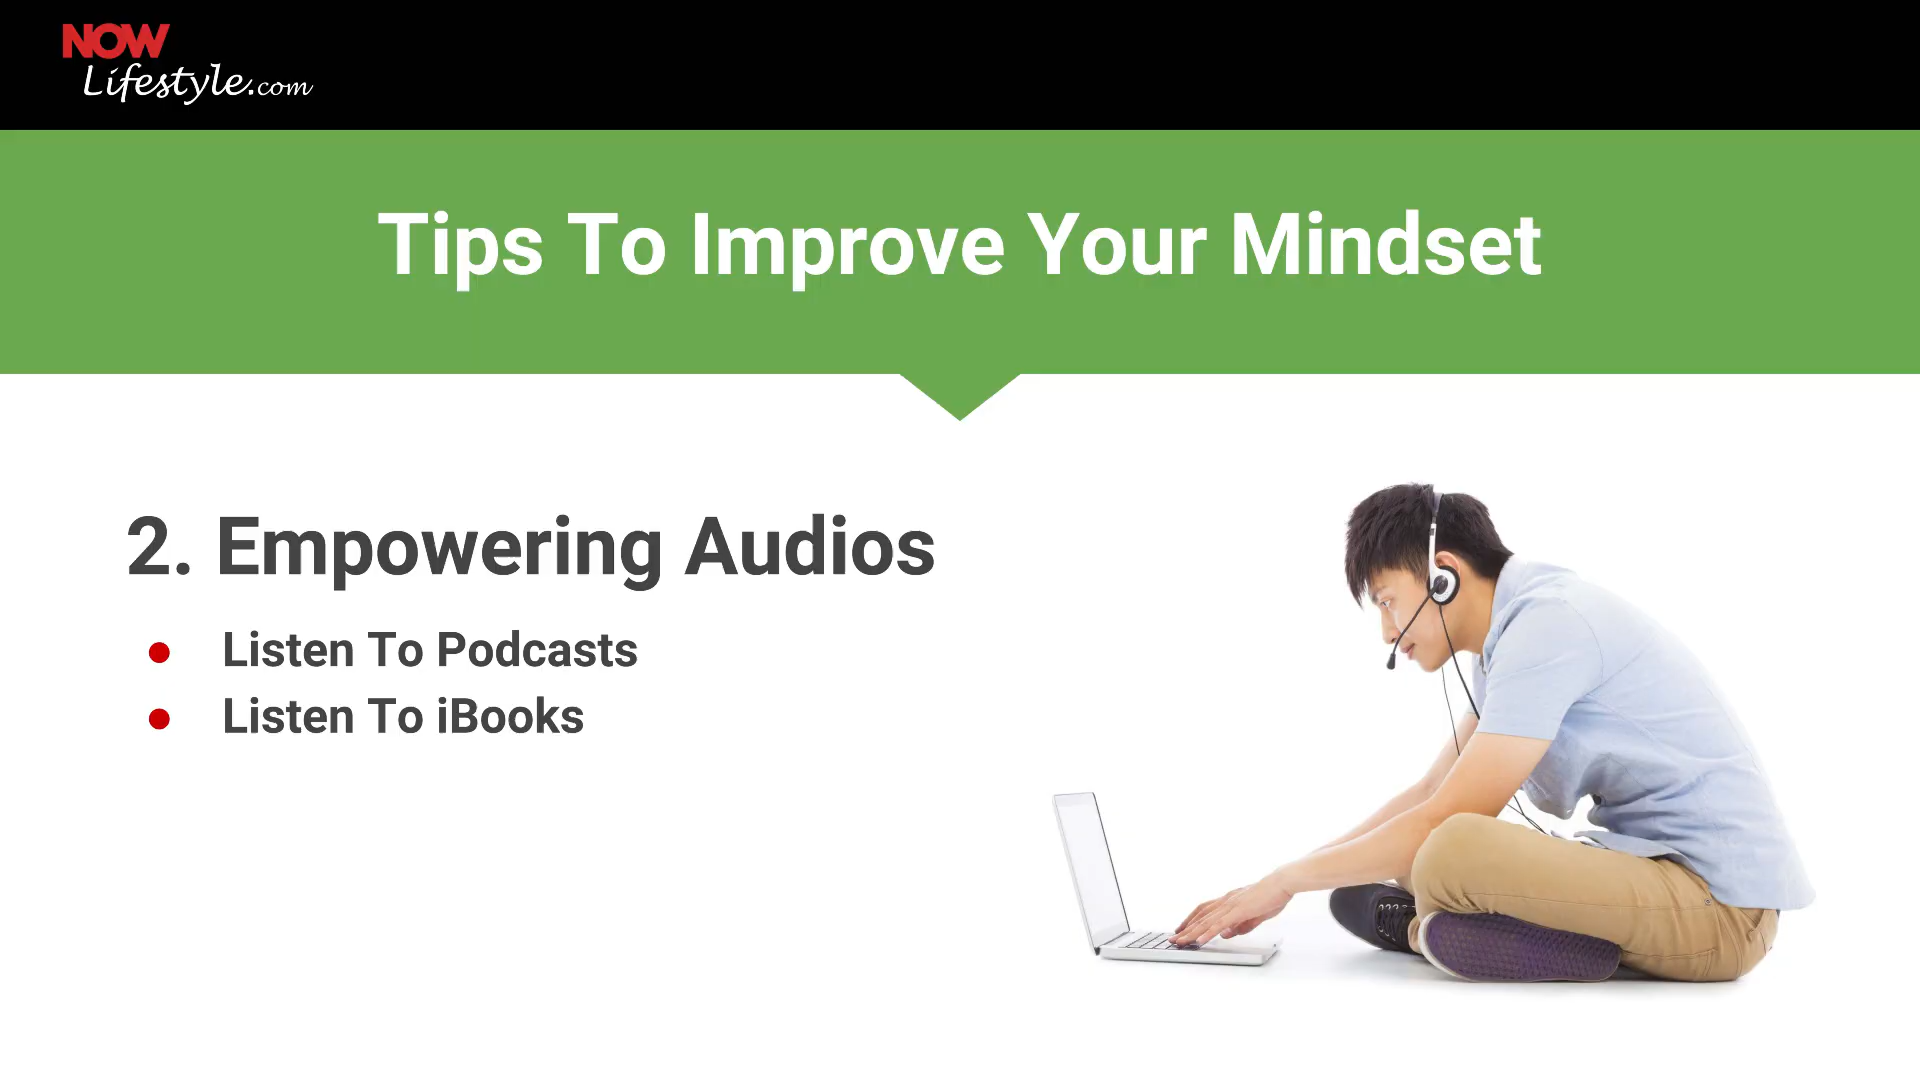 NOW
Lifestyle.com
Tips To Improve Your Mindset
2. Empowering Audios
● Listen To Podcasts
● Listen To iBooks